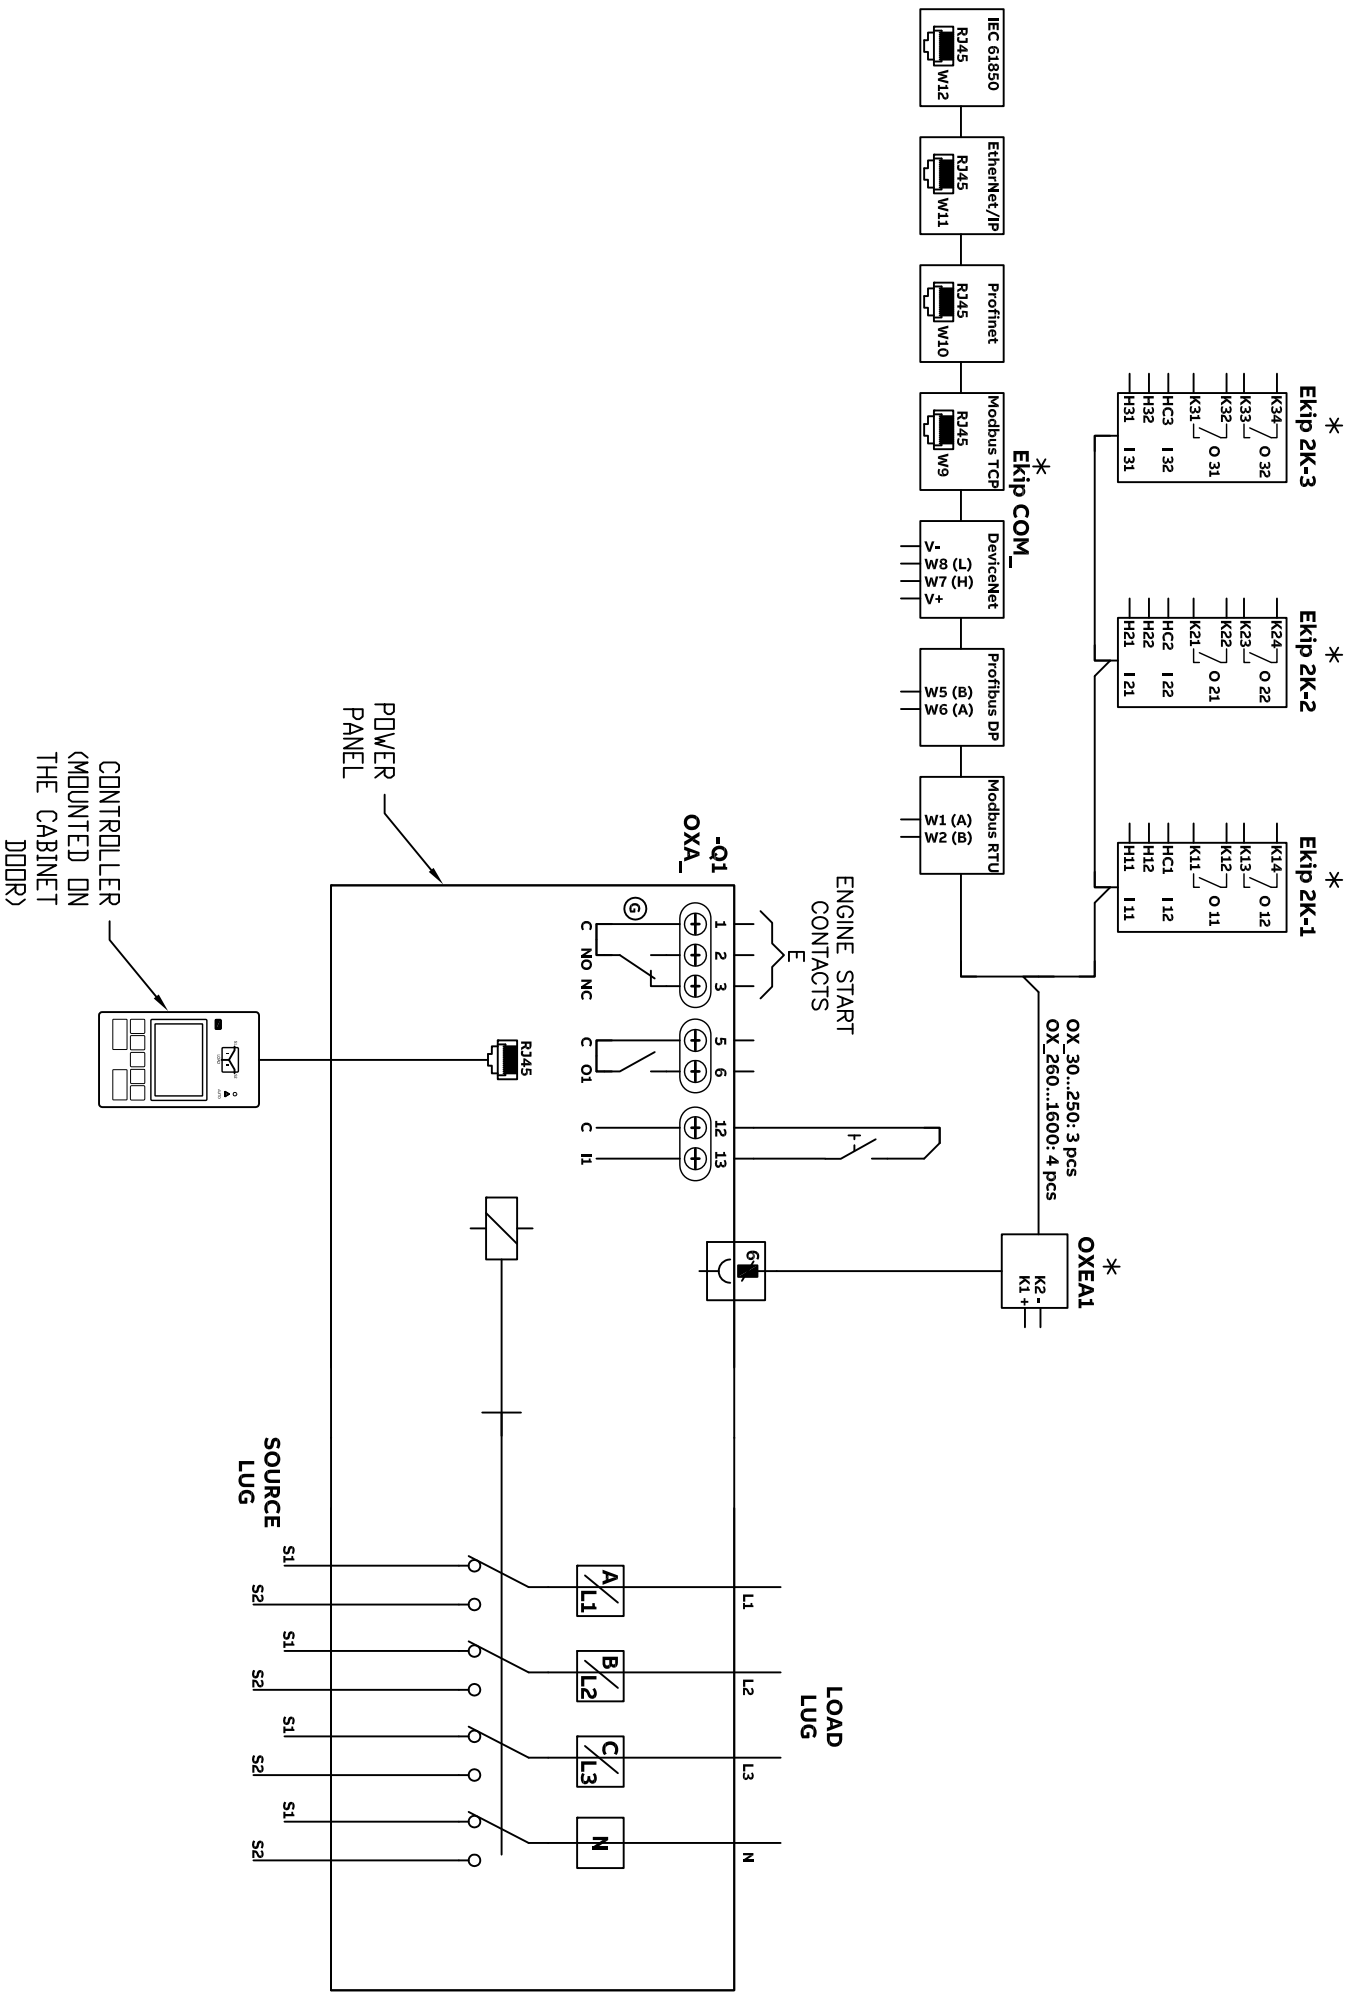 *
Ekip 2K-3
K34
K33
O 32
K32
K31
O 31
HC3
I 32
H32
H31
I 31
*
Ekip 2K-2
K24
K23
O 22
K22
K21
O 21
HC2
I 22
H22
H21
I 21
*
Ekip 2K-1
K14
K13
O 12
K12
K11
O 11
HC1
I 12
H12
H11
I 11
*
OXEA1
K2 -
K1 +
OX_30...250: 3 pcs
OX_260...1600: 4 pcs
*
Ekip COM_
IEC 61850
RJ45
W12
EtherNet/IP
RJ45
W11
Profinet
RJ45
W10
Modbus TCP
RJ45
W9
DeviceNet
V-
W8 (L)
W7 (H)
V+
Profibus DP
W5 (B)
W6 (A)
Modbus RTU
W1 (A)
W2 (B)
ENGINE START
CONTACTS
E
-Q1
OXA_
1
2
3
5
6
12
13
G
C
NO
NC
C
O1
C
I1
RJ45
LOAD
LUG
L1
L2
L3
N
A
L1
B
L2
C
L3
N
SOURCE
LUG
S1
S2
S1
S2
S1
S2
S1
S2
POWER
PANEL
CONTROLLER
(MOUNTED ON
THE CABINET
DOOR)